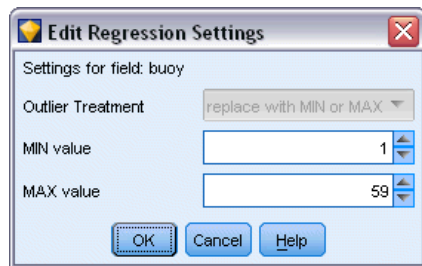 Edit Regression Settings
Settings for field: buoy
Outlier Treatment replace with MIN or MAX
MIN value 1
MAX value 59
OK Cancel Help